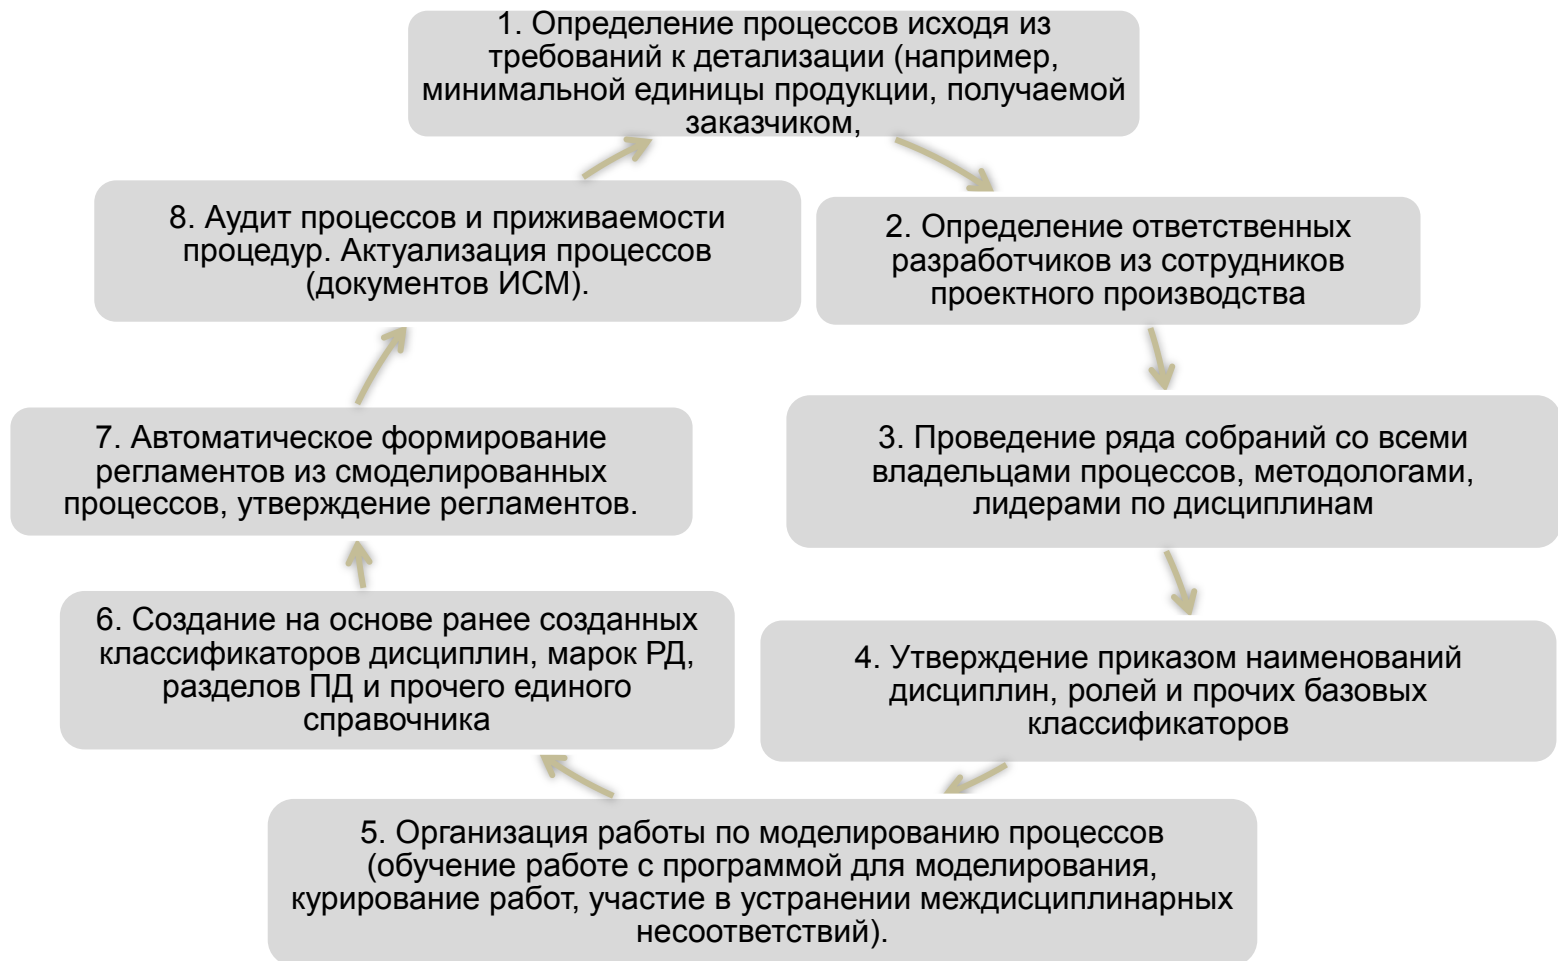 1. Определение процессов исходя из
требований к детализации (например,
минимальной единицы продукции, получаемой
заказчиком,
2. Определение ответственных
разработчиков из сотрудников
проектного производства
3. Проведение ряда собраний со всеми
владельцами процессов, методологами,
лидерами по дисциплинам
4. Утверждение приказом наименований
дисциплин, ролей и прочих базовых
классификаторов
5. Организация работы по моделированию процессов
(обучение работе с программой для моделирования,
курирование работ, участие в устранении междисциплинарных
несоответствий).
6. Создание на основе ранее созданных
классификаторов дисциплин, марок РД,
разделов ПД и прочего единого
справочника
7. Автоматическое формирование
регламентов из смоделированных
процессов, утверждение регламентов.
8. Аудит процессов и приживаемости
процедур. Актуализация процессов
(документов ИСМ).